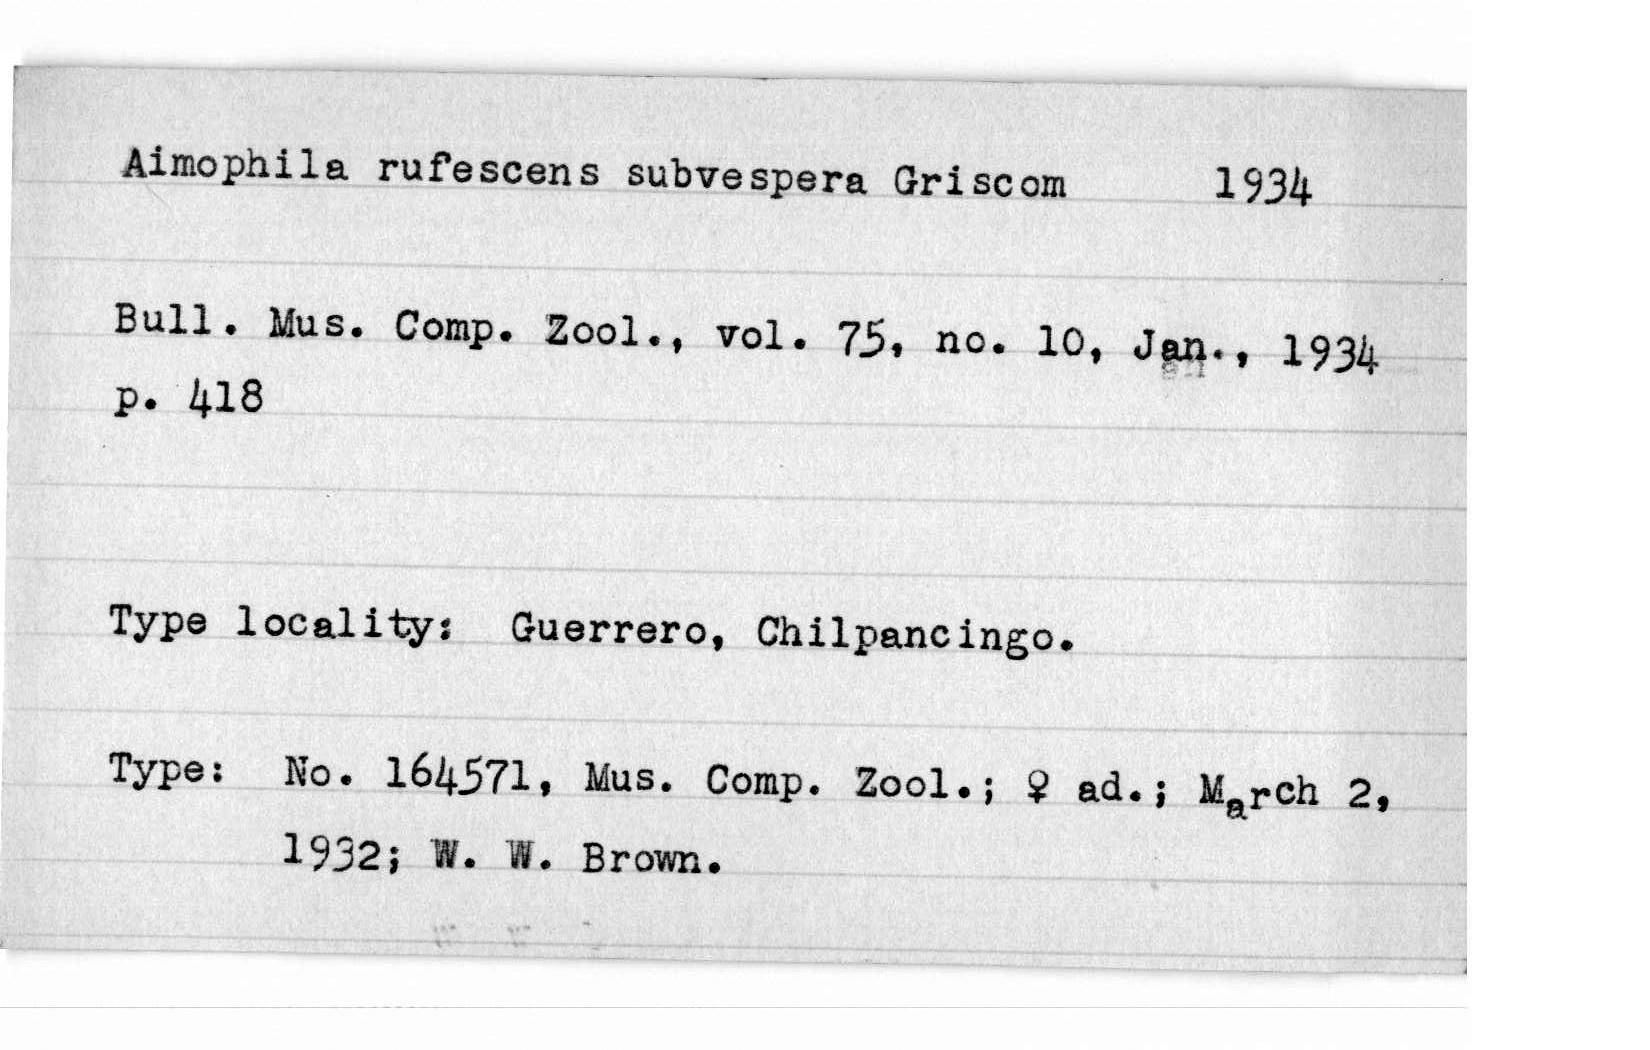 Aimophila rufescens subvespera Griscom 1934
Bull. Mus. Comp. Zool., vol. 75, no. 10, Jan., 1934
p. 418
Type locality: Guerrero, Chilpancingo.
Type: No. 164571, Mus. Comp. Zool.; ♀ ad.; March 2,
1932; W. W. Brown.